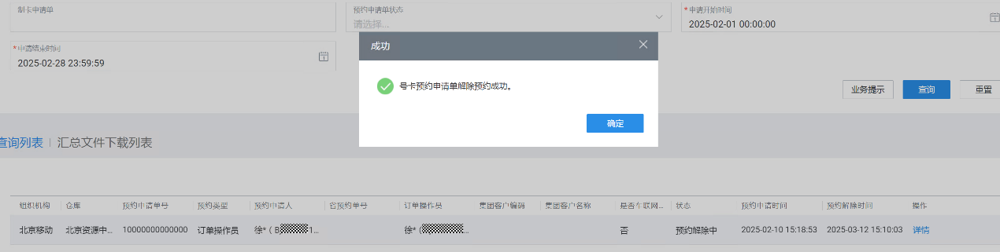 制卡申请单
预约申请单状态
*申请开始时间
请选择...
2025-02-01 00:00:00
*申请结束时间
2025-02-28 23:59:59
成功
号卡预约申请单解除预约成功。
确定
业务提示 查询 重置
查询列表 | 汇总文件下载列表
组织机构 仓库 预约申请单号 预约类型 预约申请人 省预约单号 订单操作员 集团客户编码 集团客户名称 是否车联网... 状态 预约申请时间 预约解除时间 操作
北京移动 北京资源中... 10000000000000 订单操作员 徐* ( B 1... 徐* ( ... 否 预约解除中 2025-02-10 15:18:53 2025-03-12 15:10:03 详情